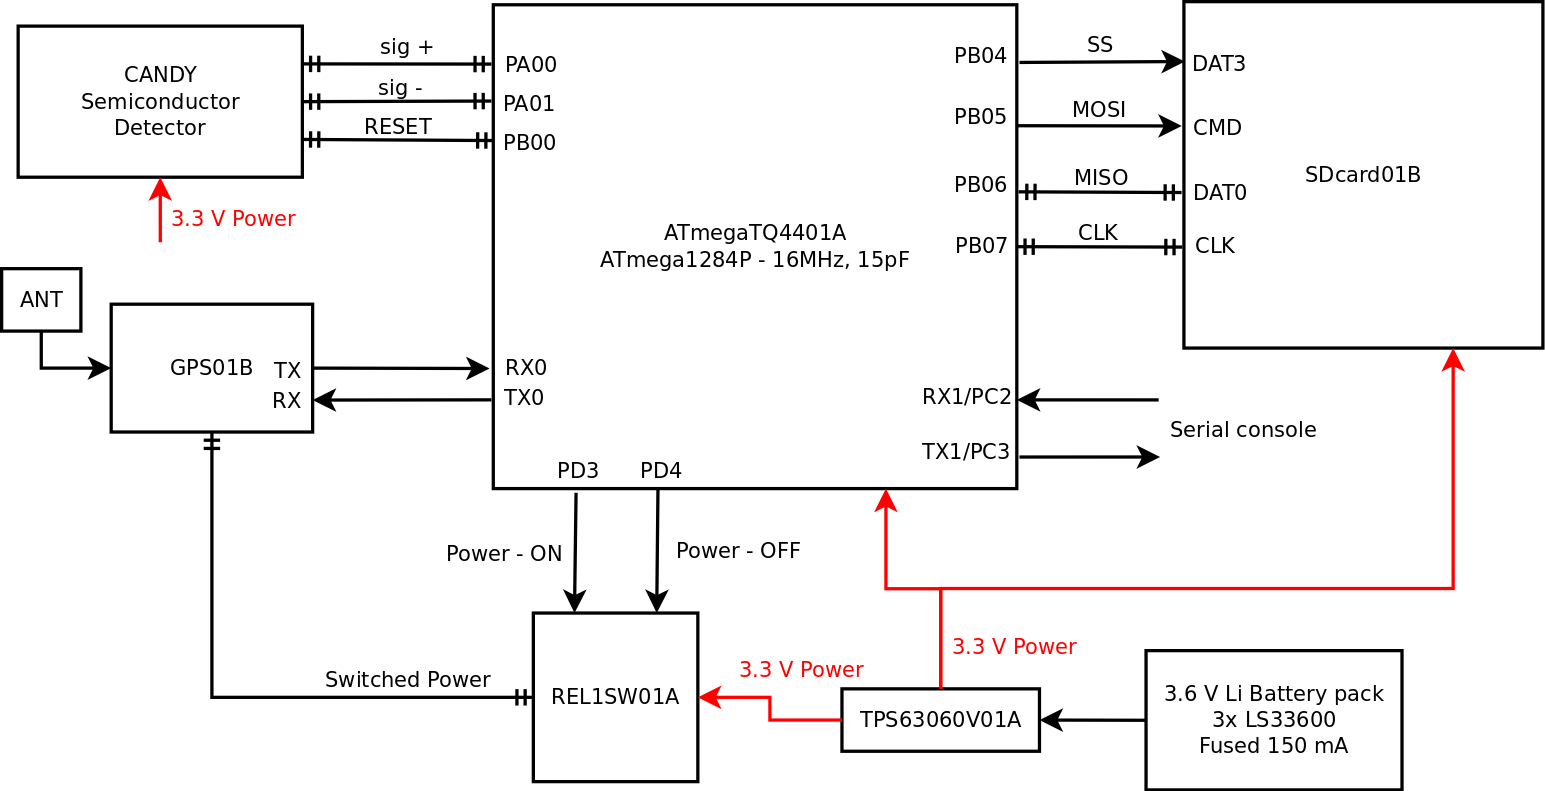 CANDY
Semiconductor
Detector
sig +
sig -
RESET
PA00
PA01
PB00
3.3 V Power
ATmegaTQ4401A
ATmega1284P - 16MHz, 15pF
PB04
PB05
PB06
PB07
SS
MOSI
MISO
CLK
DAT3
CMD
DAT0
CLK
SDcard01B
ANT
GPS01B
TX
RX
RX0
TX0
RX1/PC2
TX1/PC3
Serial console
PD3
PD4
Power - ON
Power - OFF
Switched Power
REL1SW01A
3.3 V Power
3.3 V Power
TPS63060V01A
3.6 V Li Battery pack
3x LS33600
Fused 150 mA